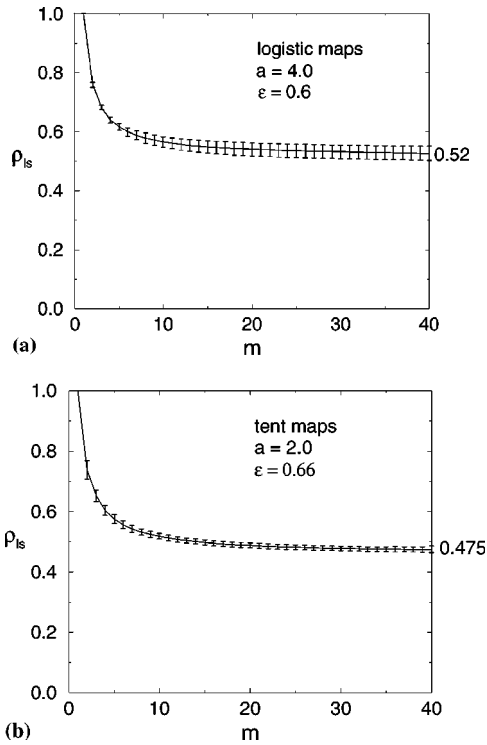 1.0
logistic maps
a = 4.0
ε = 0.6
0.8
0.6
ρls
0.52
0.4
0.2
0.0
0 10 20 30 40
(a) m
1.0
tent maps
a = 2.0
ε = 0.66
0.8
0.6
ρls
0.475
0.4
0.2
0.0
0 10 20 30 40
(b) m